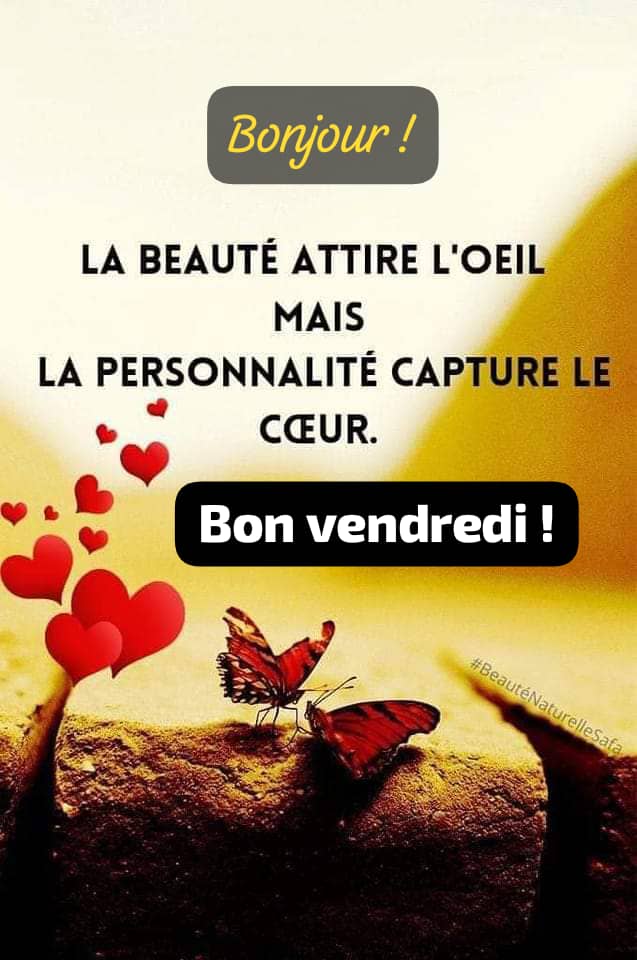 Bonjour !
LA BEAUTÉ ATTIRE L'OEIL
MAIS
LA PERSONNALITÉ CAPTURE LE
CŒUR.
Bon vendredi !
#BeautéNaturelleSafa